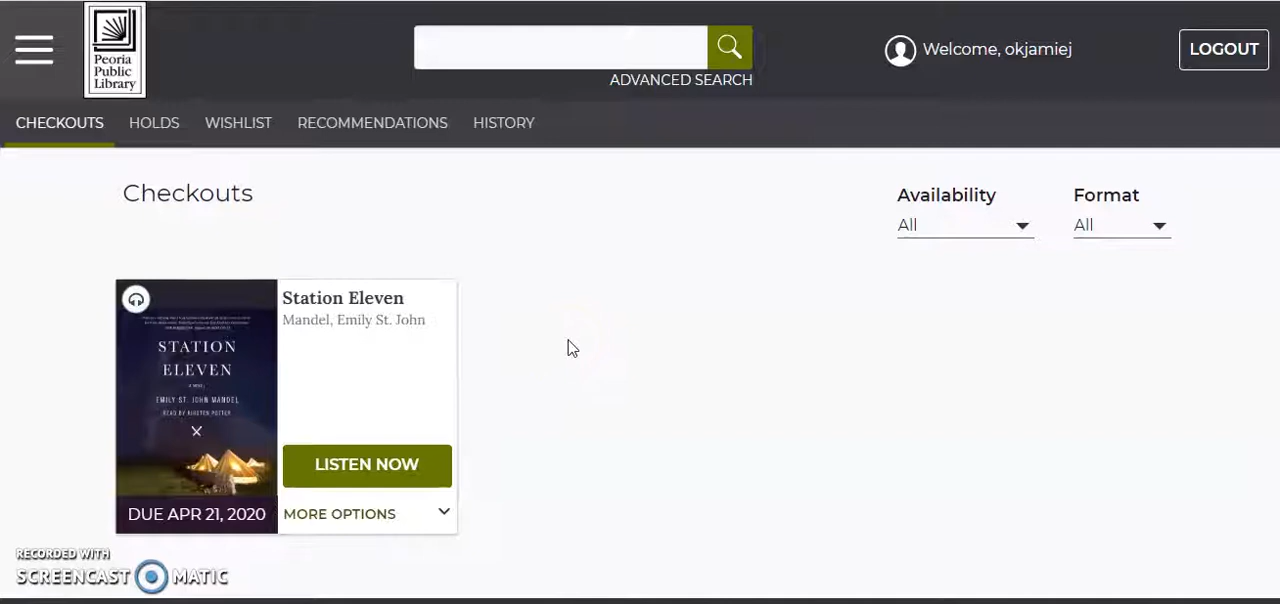 Peoria
Public
Library
ADVANCED SEARCH
Welcome, okjamiej
LOGOUT
CHECKOUTS HOLDS WISHLIST RECOMMENDATIONS HISTORY
Checkouts
Availability
All
Format
All
STATION
ELEVEN
A NOVEL
EMILY ST. JOHN MANDEL
READ BY KIRSTEN POTTER
DUE APR 21, 2020
Station Eleven
Mandel, Emily St. John
LISTEN NOW
MORE OPTIONS
RECORDED WITH
SCREENCAST MATIC